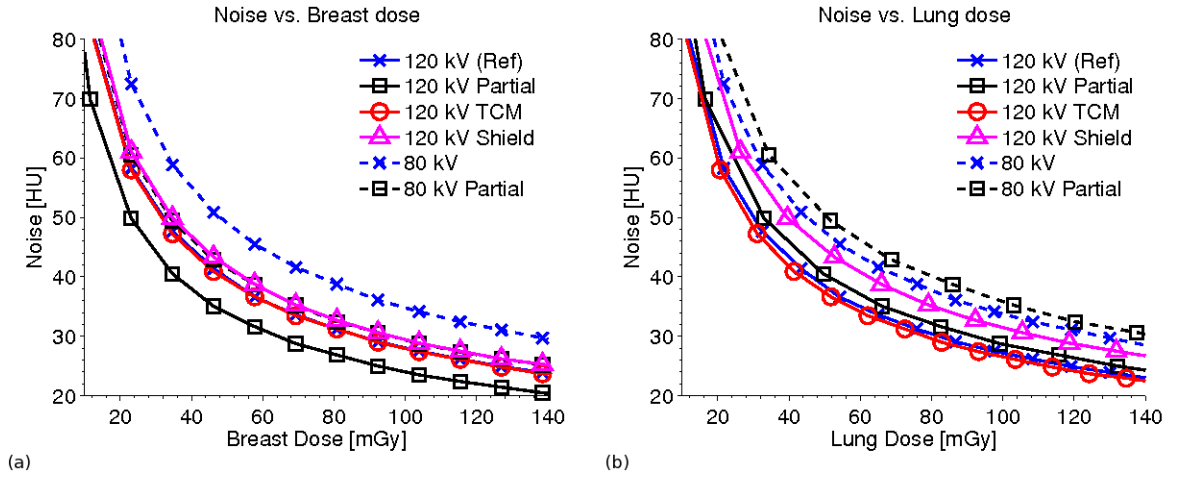 Noise vs. Breast dose
80
70
60
50
40
30
20
Noise [HU]
120 kV (Ref)
120 kV Partial
120 kV TCM
120 kV Shield
80 kV
80 kV Partial
20 40 60 80 100 120 140
Breast Dose [mGy]
(a)
Noise vs. Lung dose
80
70
60
50
40
30
20
Noise [HU]
120 kV (Ref)
120 kV Partial
120 kV TCM
120 kV Shield
80 kV
80 kV Partial
20 40 60 80 100 120 140
Lung Dose [mGy]
(b)